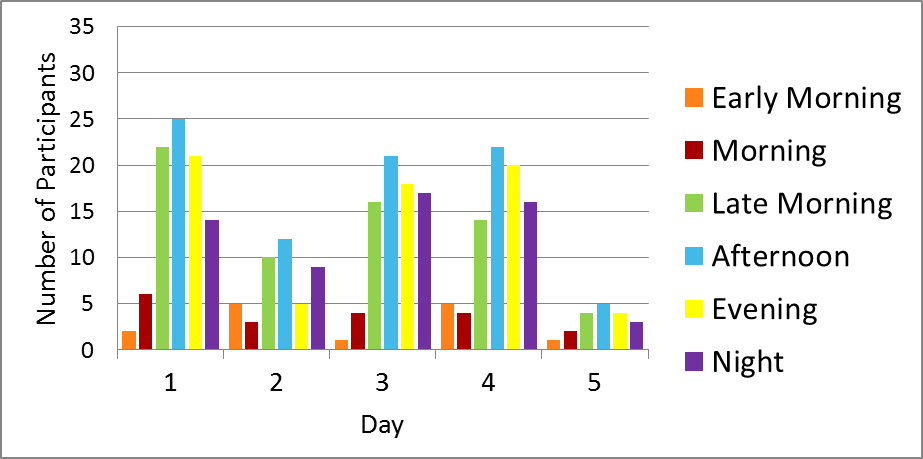 35
30
25
20
15
10
5
0
Number of Participants
1 2 3 4 5
Day
Early Morning
Morning
Late Morning
Afternoon
Evening
Night